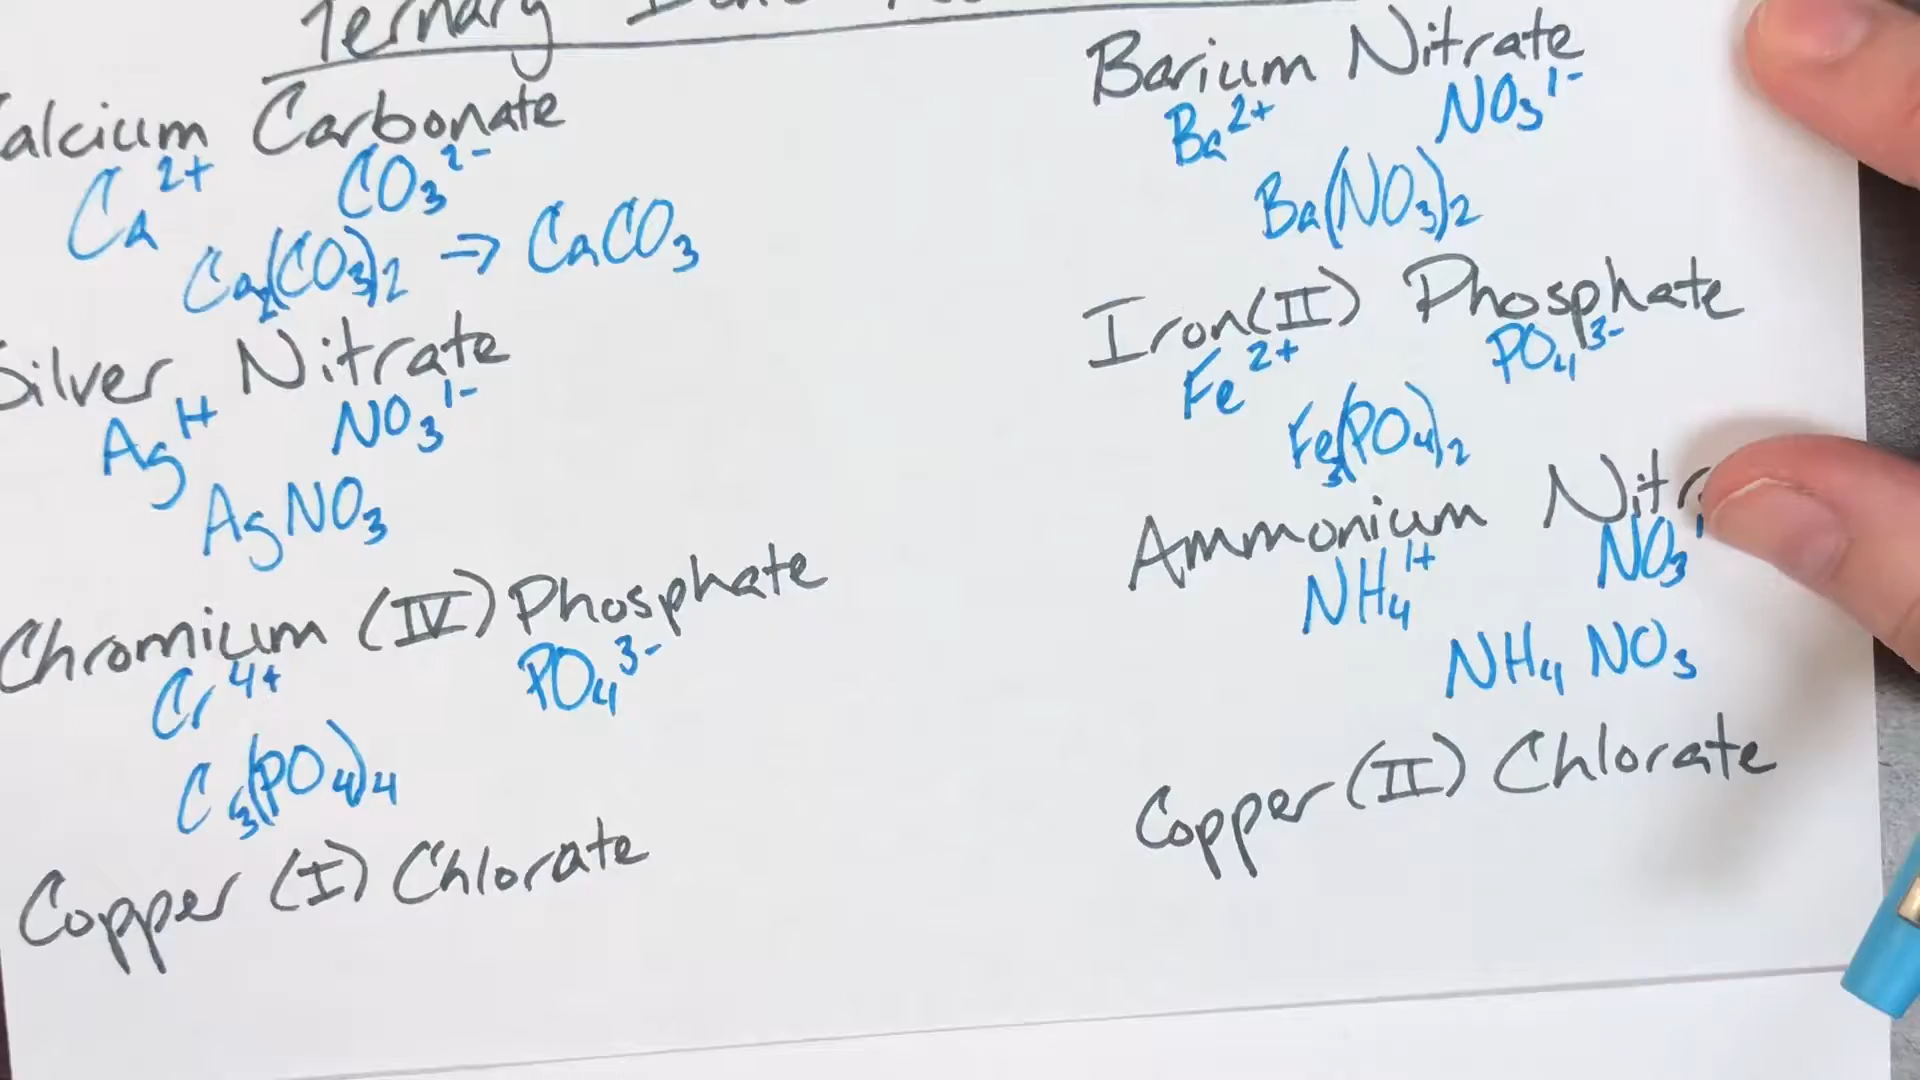 Ternary
Calcium Carbonate
Ca²⁺ CO₃²⁻
Ca₂(CO₃)₂ → CaCO₃
Silver Nitrate
Ag¹⁺ NO₃¹⁻
AgNO₃
Chromium (IV) Phosphate
Cr⁴⁺ PO₄³⁻
C₃(PO₄)₄
Copper (I) Chlorate
Barium Nitrate
Ba²⁺ NO₃¹⁻
Ba(NO₃)₂
Iron(II) Phosphate
Fe²⁺ PO₄³⁻
Fe₃(PO₄)₂
Ammonium Nitr
NH₄¹⁺ NO₃¹
NH₄NO₃
Copper (II) Chlorate